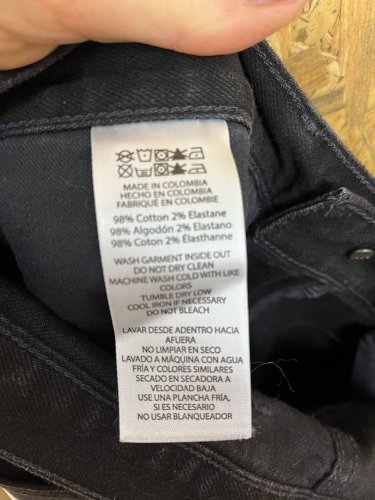 MADE IN COLOMBIA
HECHO EN COLOMBIA
FABRIQUÉ EN COLOMBIE
98% Cotton 2% Elastane
98% Algodón 2% Elastano
98% Coton 2% Élasthanne
WASH GARMENT INSIDE OUT
DO NOT DRY CLEAN
MACHINE WASH COLD WITH LIKE
COLORS
TUMBLE DRY LOW
COOL IRON IF NECESSARY
DO NOT BLEACH
LAVAR DESDE ADENTRO HACIA
AFUERA
NO LIMPIAR EN SECO
LAVADO A MÁQUINA CON AGUA
FRÍA Y COLORES SIMILARES
SECADO EN SECADORA A
VELOCIDAD BAJA
USE UNA PLANCHA FRÍA,
SI ES NECESARIO
NO USAR BLANQUEADOR